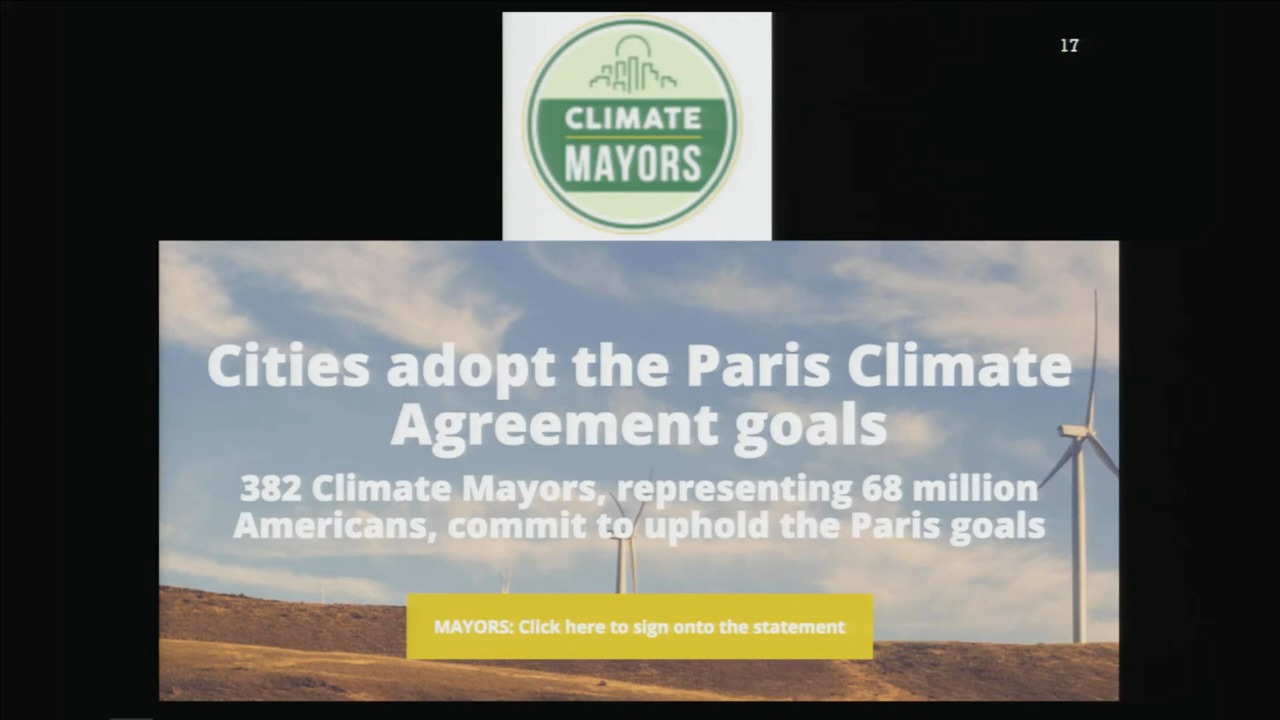 17
CLIMATE
MAYORS
Cities adopt the Paris Climate
Agreement goals
382 Climate Mayors, representing 68 million
Americans, commit to uphold the Paris goals
MAYORS: Click here to sign onto the statement